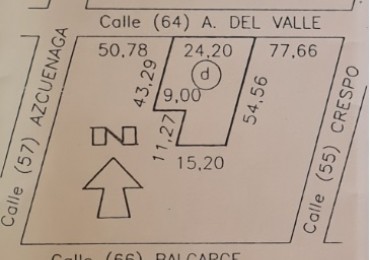 Calle (64) A. DEL VALLE
50,78 24,20 77,66
d
43,29
9,00
54,56
11,27
15,20
N
Calle (57) AZCUENAGA
Calle (55) CRESPO
Calle (66) BALCARCE